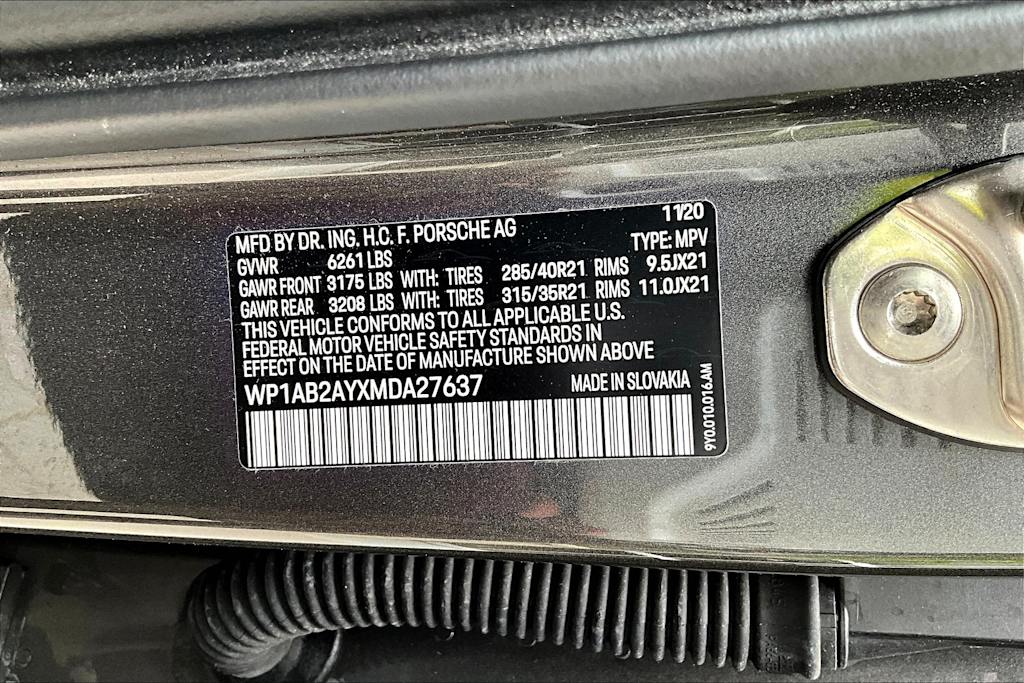 MFD BY DR. ING. H.C. F. PORSCHE AG 11/20
GVWR 6261 LBS TYPE: MPV
GAWR FRONT 3175 LBS WITH: TIRES 285/40R21 RIMS 9.5JX21
GAWR REAR 3208 LBS WITH: TIRES 315/35R21 RIMS 11.0JX21
THIS VEHICLE CONFORMS TO ALL APPLICABLE U.S.
FEDERAL MOTOR VEHICLE SAFETY STANDARDS IN
EFFECT ON THE DATE OF MANUFACTURE SHOWN ABOVE
WP1AB2AYXMDA27637 MADE IN SLOVAKIA
9Y0.010.016.AM